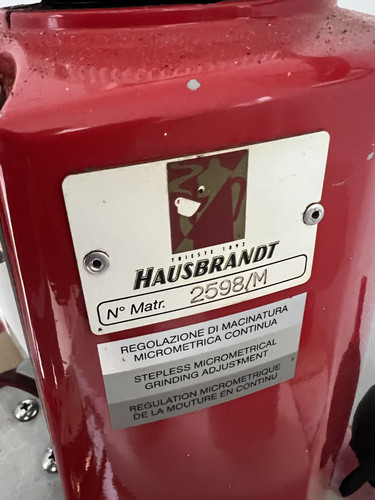 TRIESTE 1892
HAUSBRANDT
N° Matr. 2598/M
REGOLAZIONE DI MACINATURA
MICROMETRICA CONTINUA
STEPLESS MICROMETRICAL
GRINDING ADJUSTMENT
REGULATION MICROMETRIQUE
DE LA MOUTURE EN CONTINU